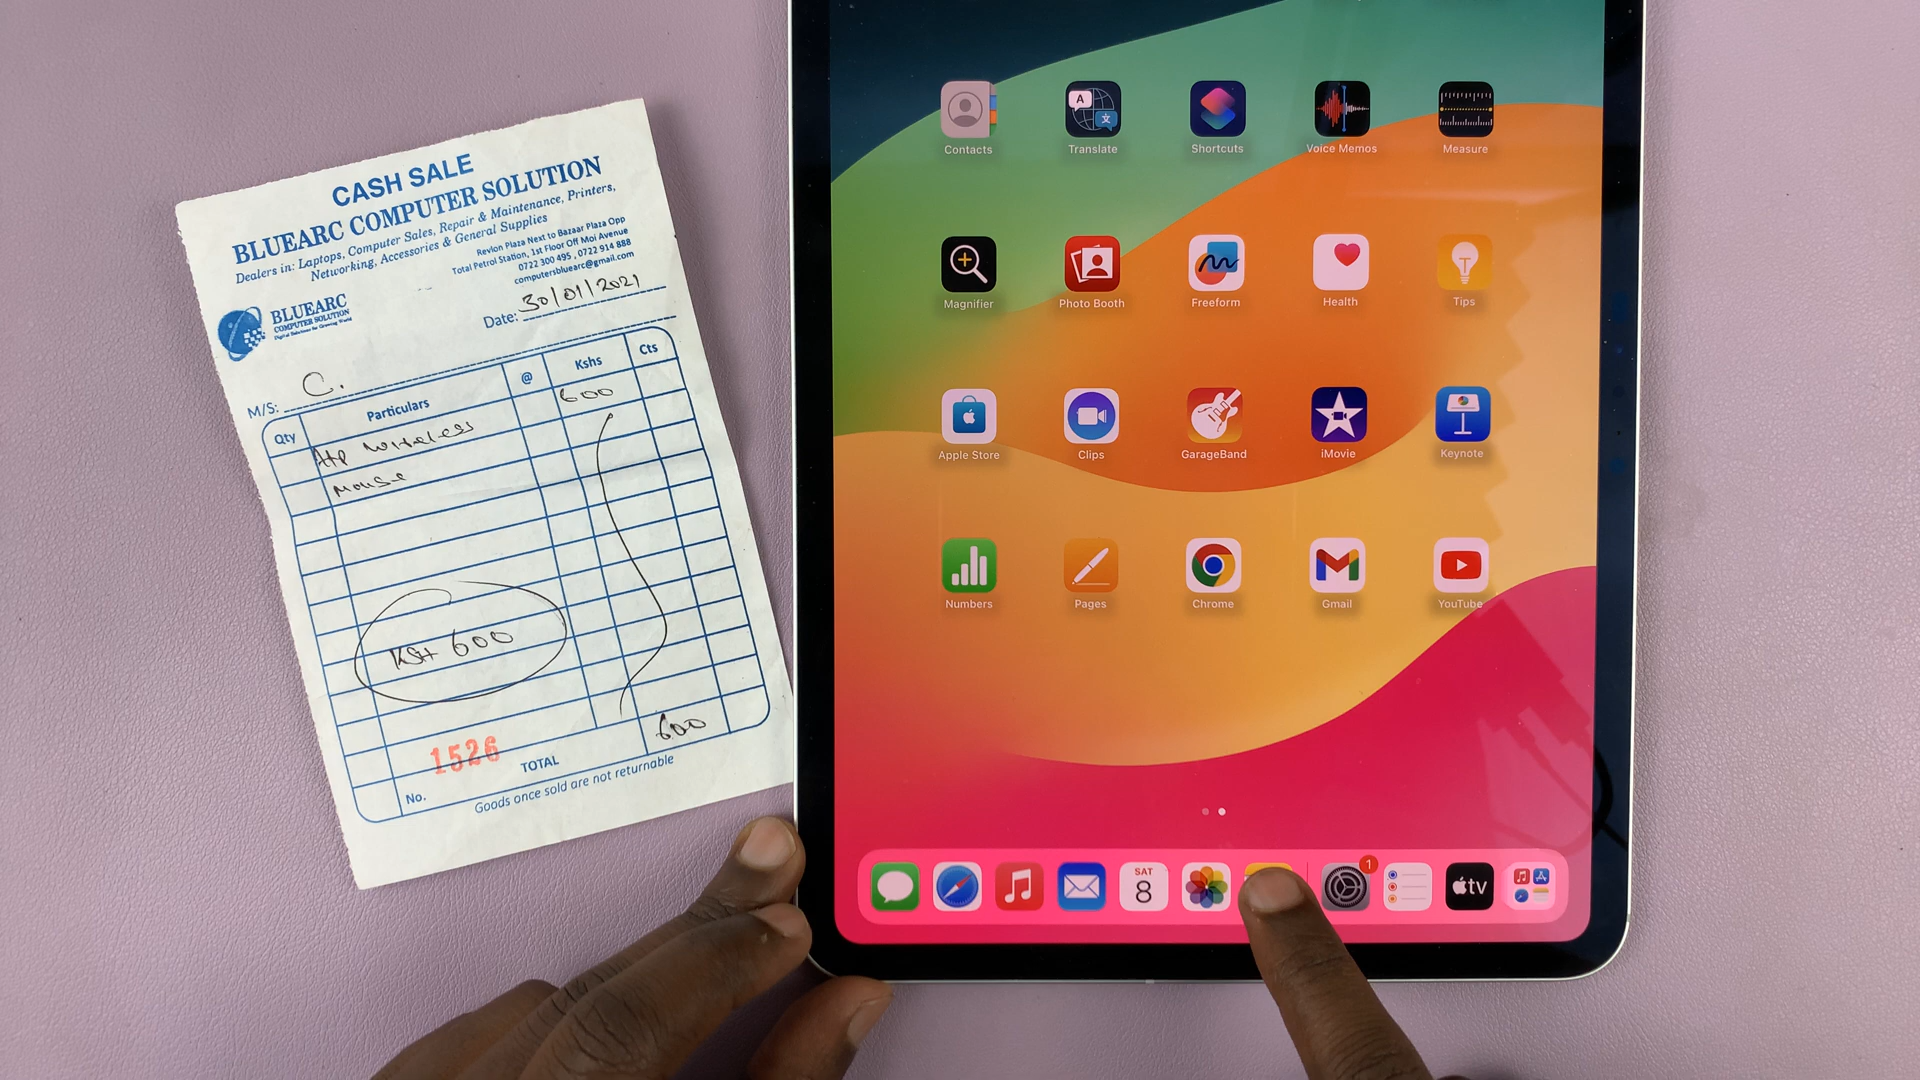 CASH SALE
BLUEARC COMPUTER SOLUTION
Dealers in: Laptops, Computer Sales, Repair & Maintenance, Printers,
Networking, Accessories & General Supplies
Revlon Plaza Next to Bazaar Plaza Opp
Total Petrol Station, 1st Floor Off Moi Avenue
0722 300 495 , 0722 914 888
computersbluearc@gmail.com
BLUEARC
COMPUTER SOLUTION
Digital Solutions for Growing World
Date: 30/01/2021
M/S: C.
Qty Particulars @ Kshs Cts
HP Wireless 600
Mouse
KSH 600
No. 1526 TOTAL 600
Goods once sold are not returnable
Contacts Translate Shortcuts Voice Memos Measure
Magnifier Photo Booth Freeform Health Tips
Apple Store Clips GarageBand iMovie Keynote
Numbers Pages Chrome Gmail YouTube
SAT
8
1
tv